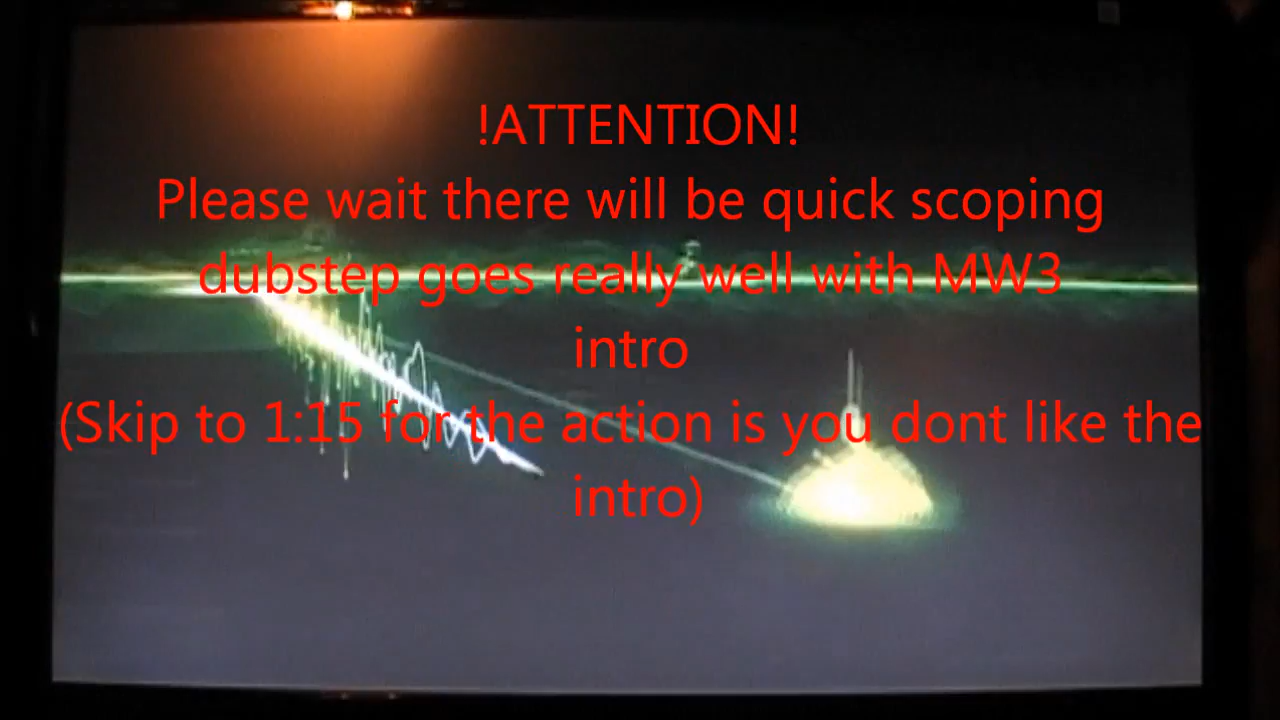 !ATTENTION!
Please wait there will be quick scoping
dubstep goes really well with MW3
intro
(Skip to 1:15 for the action is you dont like the
intro)